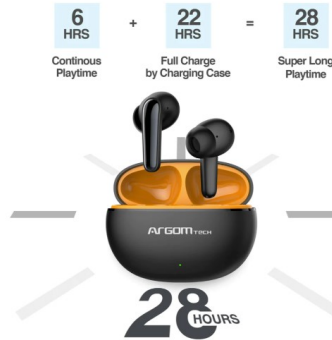 6 + 22 = 28
HRS HRS HRS
Continous Full Charge Super Long
Playtime by Charging Case Playtime
ARGOM TECH
28 HOURS